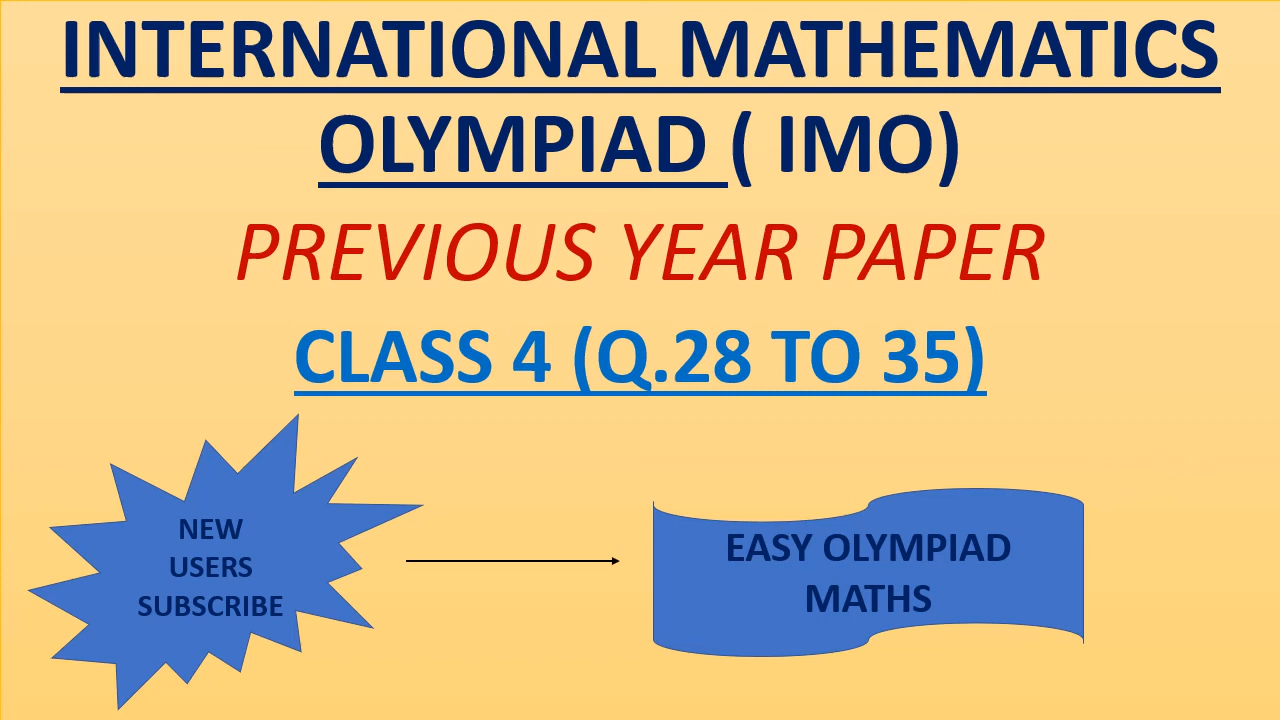 INTERNATIONAL MATHEMATICS
OLYMPIAD ( IMO)
PREVIOUS YEAR PAPER
CLASS 4 (Q.28 TO 35)
NEW
USERS
SUBSCRIBE
EASY OLYMPIAD
MATHS